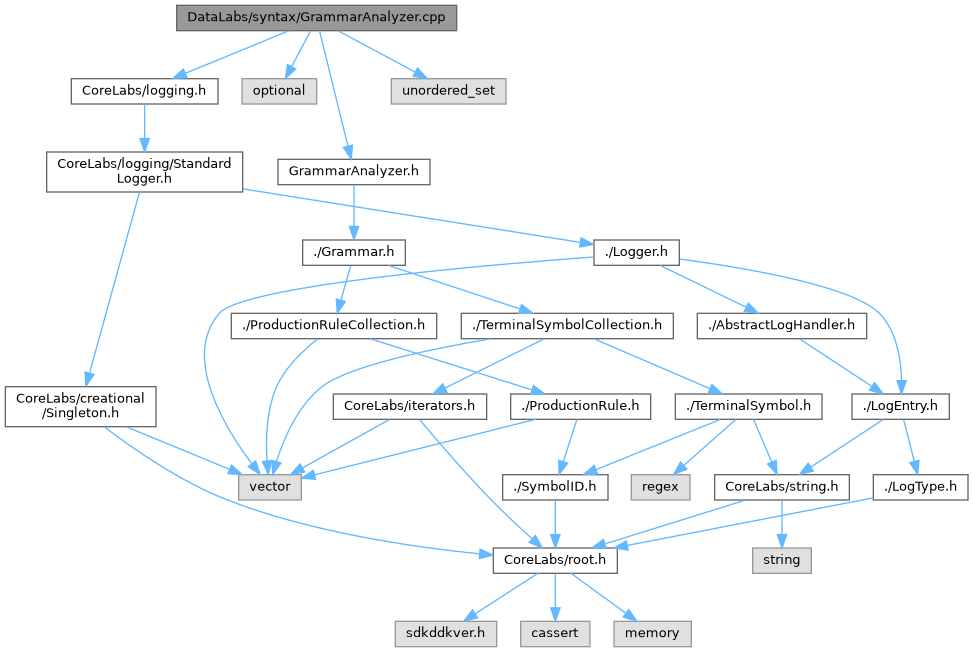 DataLabs/syntax/GrammarAnalyzer.cpp
CoreLabs/logging.h
optional
unordered_set
CoreLabs/logging/Standard
Logger.h
GrammarAnalyzer.h
./Grammar.h
./Logger.h
./ProductionRuleCollection.h
./TerminalSymbolCollection.h
./AbstractLogHandler.h
CoreLabs/creational
/Singleton.h
CoreLabs/iterators.h
./ProductionRule.h
./TerminalSymbol.h
./LogEntry.h
vector
./SymbolID.h
regex
CoreLabs/string.h
./LogType.h
CoreLabs/root.h
string
sdkddkver.h
cassert
memory